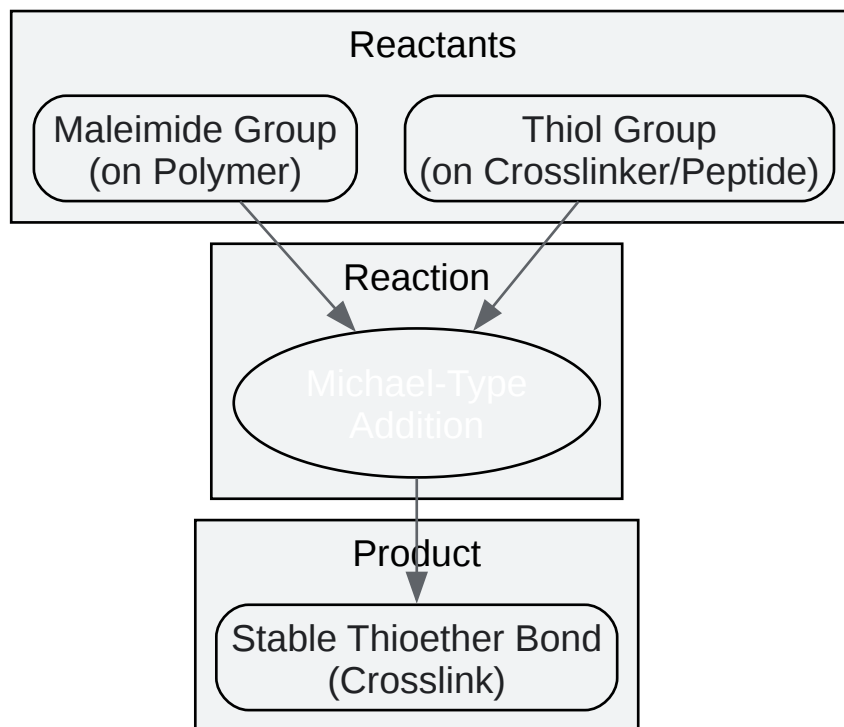 Reactants
Maleimide Group
(on Polymer)
Thiol Group
(on Crosslinker/Peptide)
Reaction
Michael-Type
Addition
Product
Stable Thioether Bond
(Crosslink)